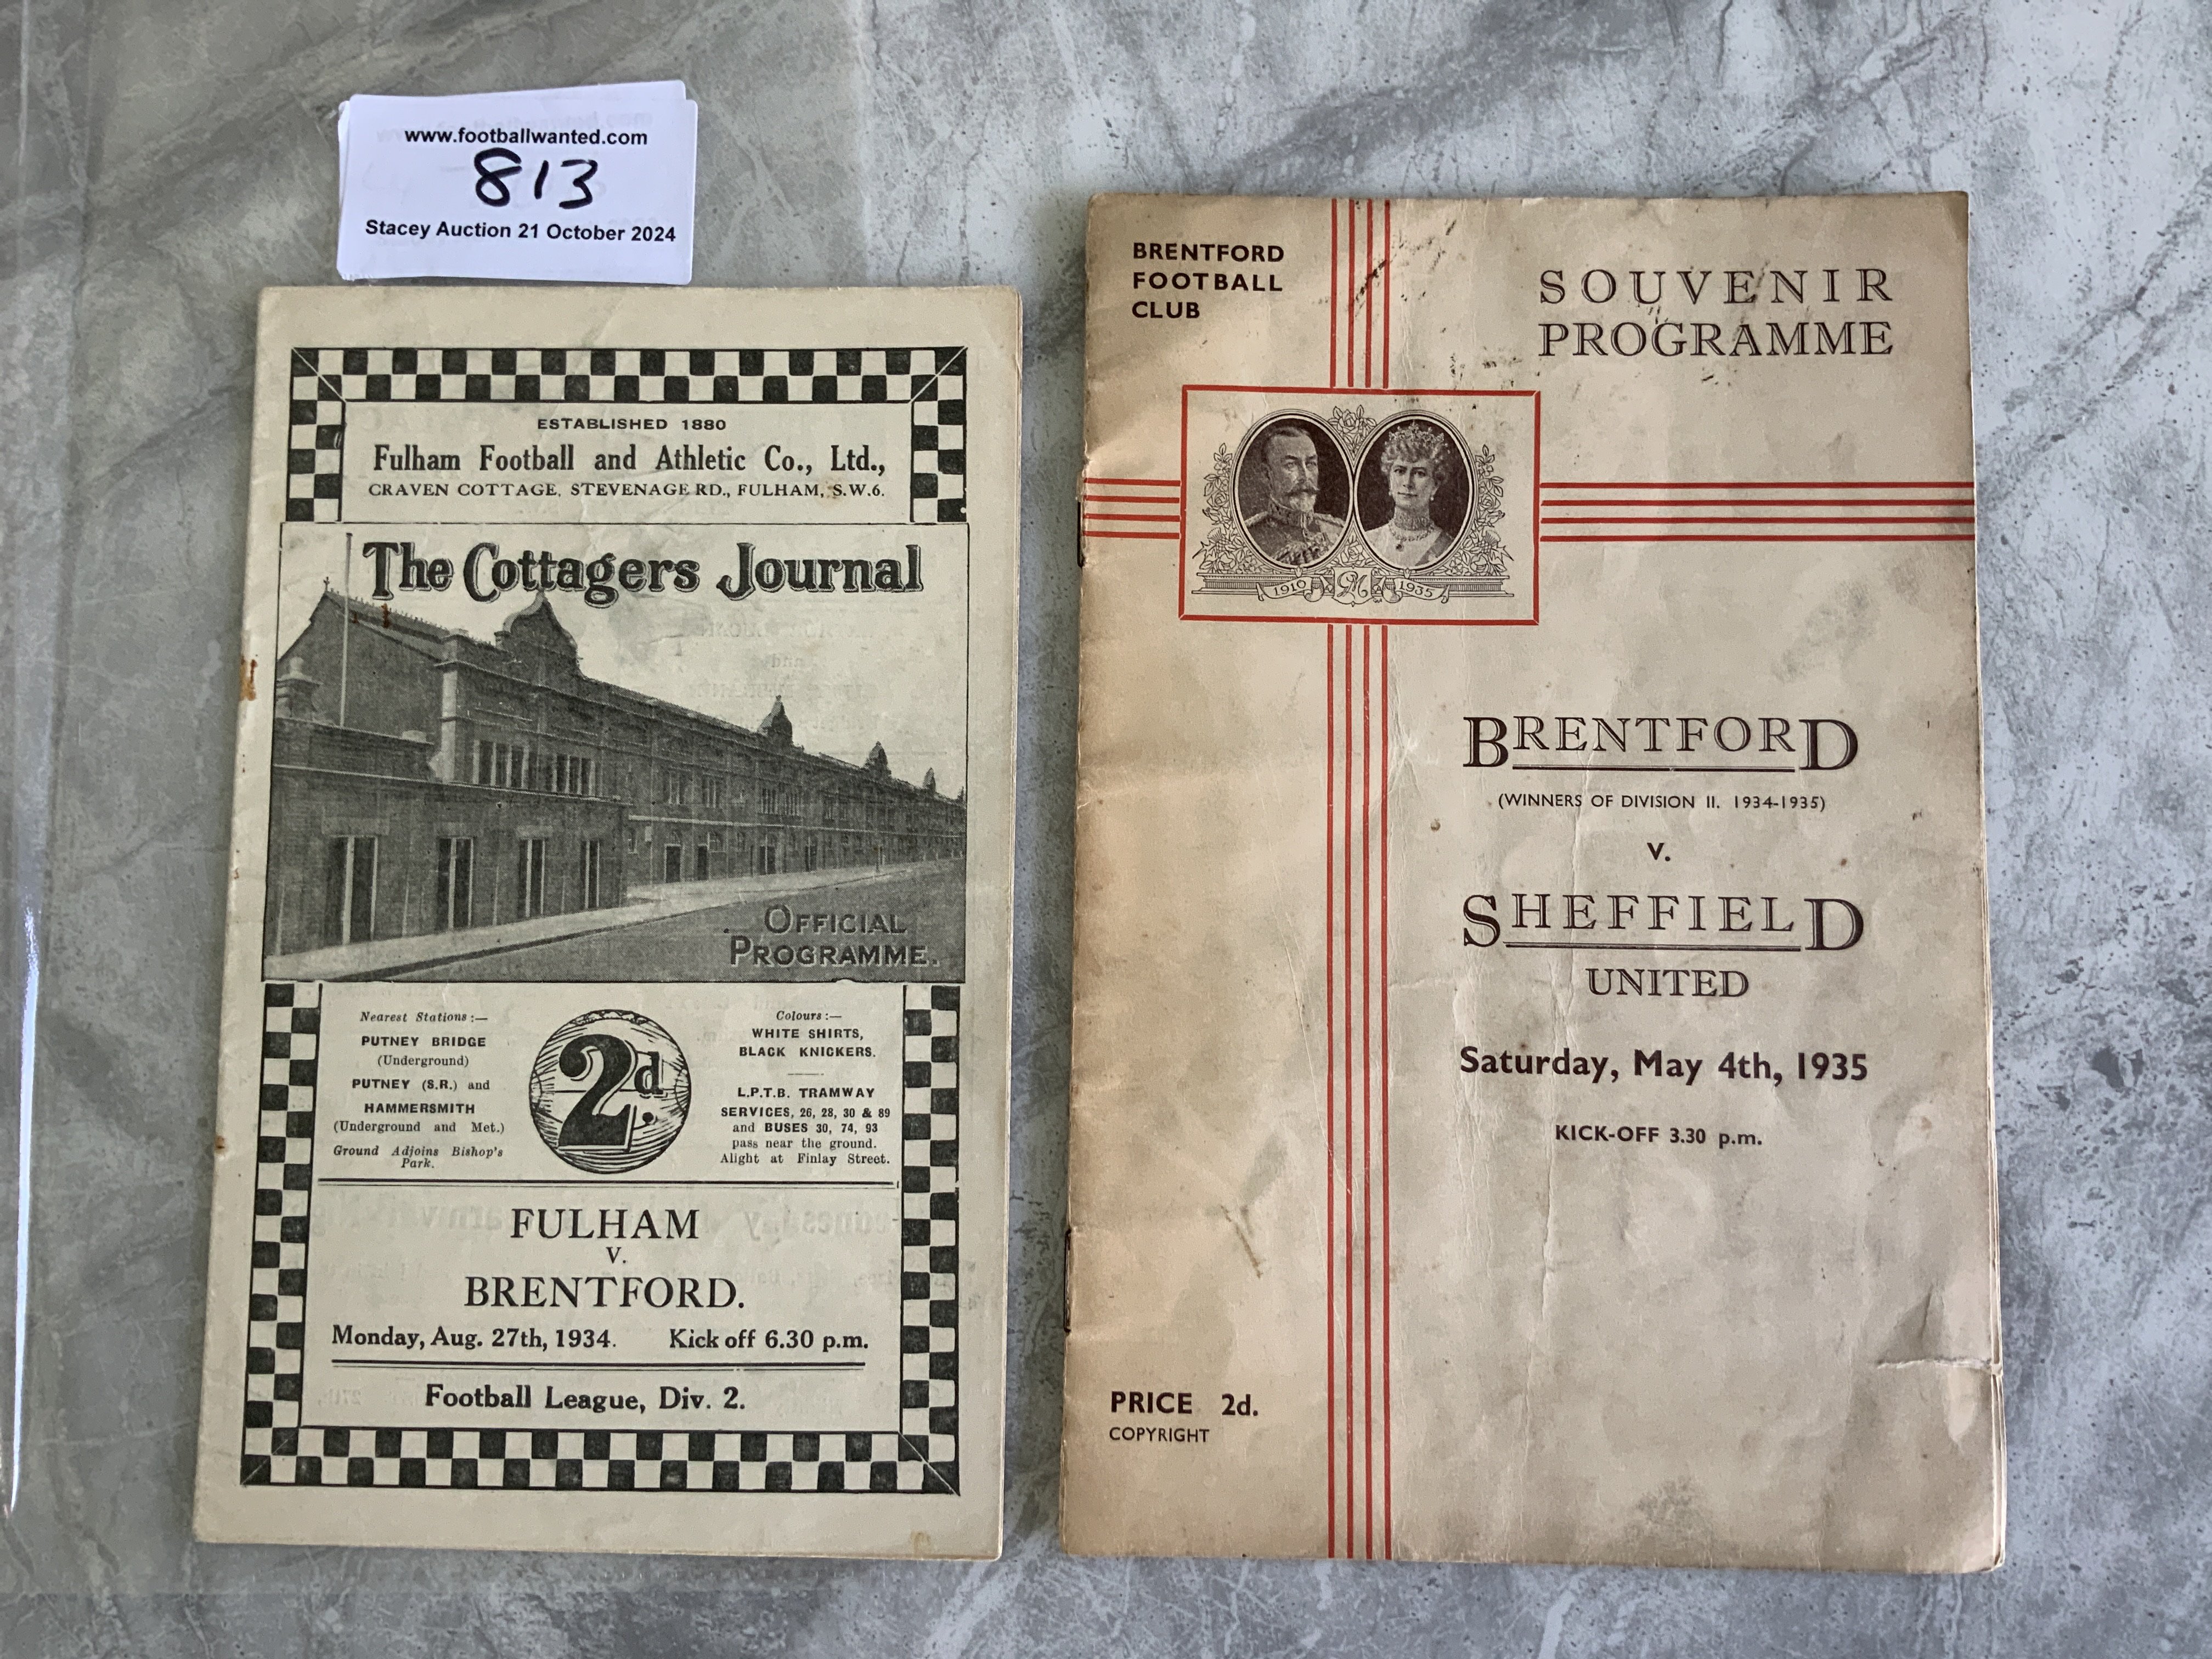 www.footballwanted.com
813
Stacey Auction 21 October 2024
ESTABLISHED 1880
Fulham Football and Athletic Co., Ltd.,
CRAVEN COTTAGE, STEVENAGE RD., FULHAM, S.W.6.
The Cottagers Journal
OFFICIAL
PROGRAMME.
Nearest Stations :—
PUTNEY BRIDGE
(Underground)
PUTNEY (S.R.) and
HAMMERSMITH
(Underground and Met.)
Ground Adjoins Bishop's
Park.
2d.
Colours :—
WHITE SHIRTS,
BLACK KNICKERS.
L.P.T.B. TRAMWAY
SERVICES, 26, 28, 30 & 89
and BUSES 30, 74, 93
pass near the ground.
Alight at Finlay Street.
FULHAM
V.
BRENTFORD.
Monday, Aug. 27th, 1934. Kick off 6.30 p.m.
Football League, Div. 2.
BRENTFORD
FOOTBALL
CLUB
SOUVENIR
PROGRAMME
1910 1935
BRENTFORD
(WINNERS OF DIVISION II. 1934-1935)
v.
SHEFFIELD
UNITED
Saturday, May 4th, 1935
KICK-OFF 3.30 p.m.
PRICE 2d.
COPYRIGHT